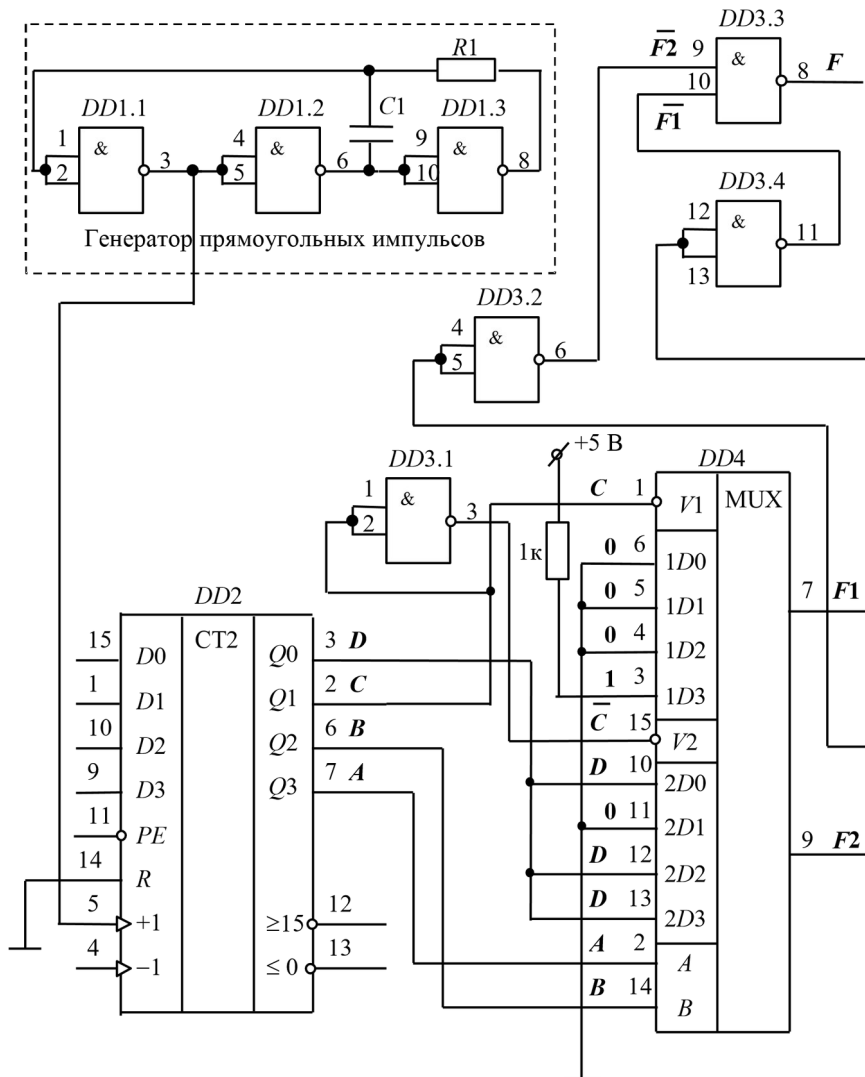 DD3.3
F2 9 & 8 F
10
F1
R1
DD1.1 DD1.2 C1 DD1.3
1 & 3 4 & 6 9 & 8
2 5 10
Генератор прямоугольных импульсов
DD3.4
12 & 11
13
DD3.2
4 & 6
5
+5 В
DD3.1 DD4
1 & 3 C 1 V1 MUX
2
1к
0 6 1D0
0 5 1D1 7 F1
0 4 1D2
1 3 1D3
C 15 V2
DD2
15 D0 CT2 Q0 3 D
1 D1 Q1 2 C
10 D2 Q2 6 B
9 D3 Q3 7 A
11 PE
14 R
5 +1 ≥15 12
4 −1 ≤ 0 13
D 10 2D0
0 11 2D1
D 12 2D2 9 F2
D 13 2D3
A 2 A
B 14 B